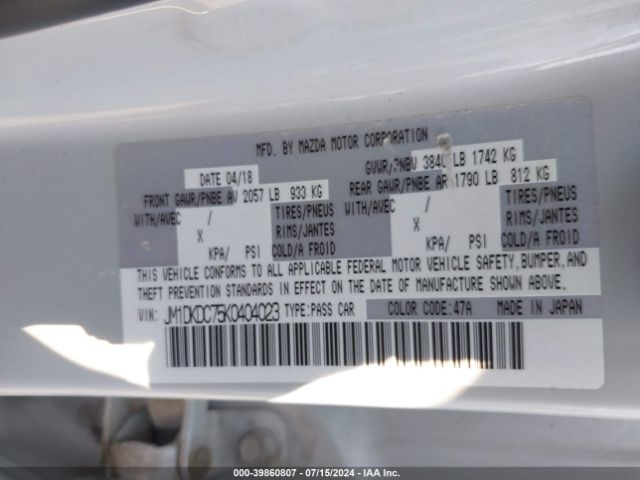 MFD. BY MAZDA MOTOR CORPORATION
DATE 04/18
GVWR/PNBV 3840 LB 1742 KG
FRONT GAWR/PNBE AV 2057 LB 933 KG
REAR GAWR/PNBE AR 1790 LB 812 KG
WITH/AVEC / TIRES/PNEUS
WITH/AVEC / TIRES/PNEUS
X RIMS/JANTES
X RIMS/JANTES
KPA/ PSI COLD/A FROID
KPA/ PSI COLD/A FROID
THIS VEHICLE CONFORMS TO ALL APPLICABLE FEDERAL MOTOR VEHICLE SAFETY, BUMPER, AND
THEFT PREVENTION STANDARDS IN EFFECT ON THE DATE OF MANUFACTURE SHOWN ABOVE.
VIN: JM1DKDC75K0404023 TYPE:PASS CAR COLOR CODE:47A MADE IN JAPAN
000-39860807 - 07/15/2024 - IAA Inc.